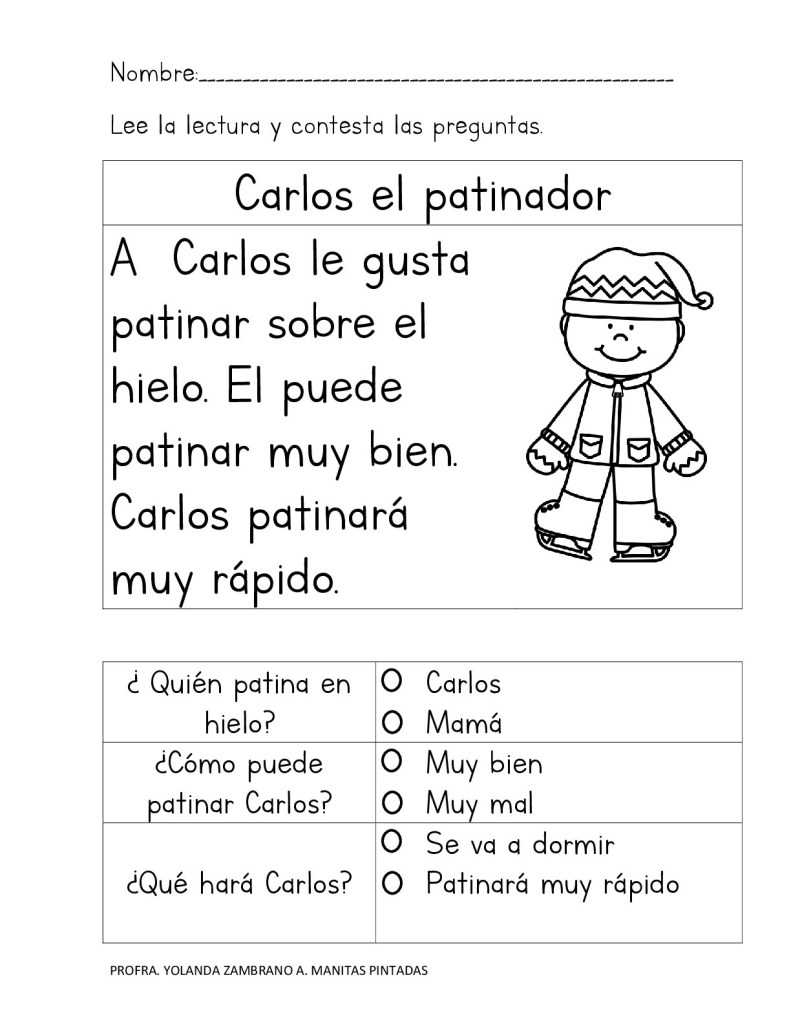 Nombre:______________________________________________________
Lee la lectura y contesta las preguntas.
Carlos el patinador
A Carlos le gusta
patinar sobre el
hielo. El puede
patinar muy bien.
Carlos patinará
muy rápido.
¿ Quién patina en
hielo?
O Carlos
O Mamá
¿Cómo puede
patinar Carlos?
O Muy bien
O Muy mal
¿Qué hará Carlos?
O Se va a dormir
O Patinará muy rápido
PROFRA. YOLANDA ZAMBRANO A. MANITAS PINTADAS